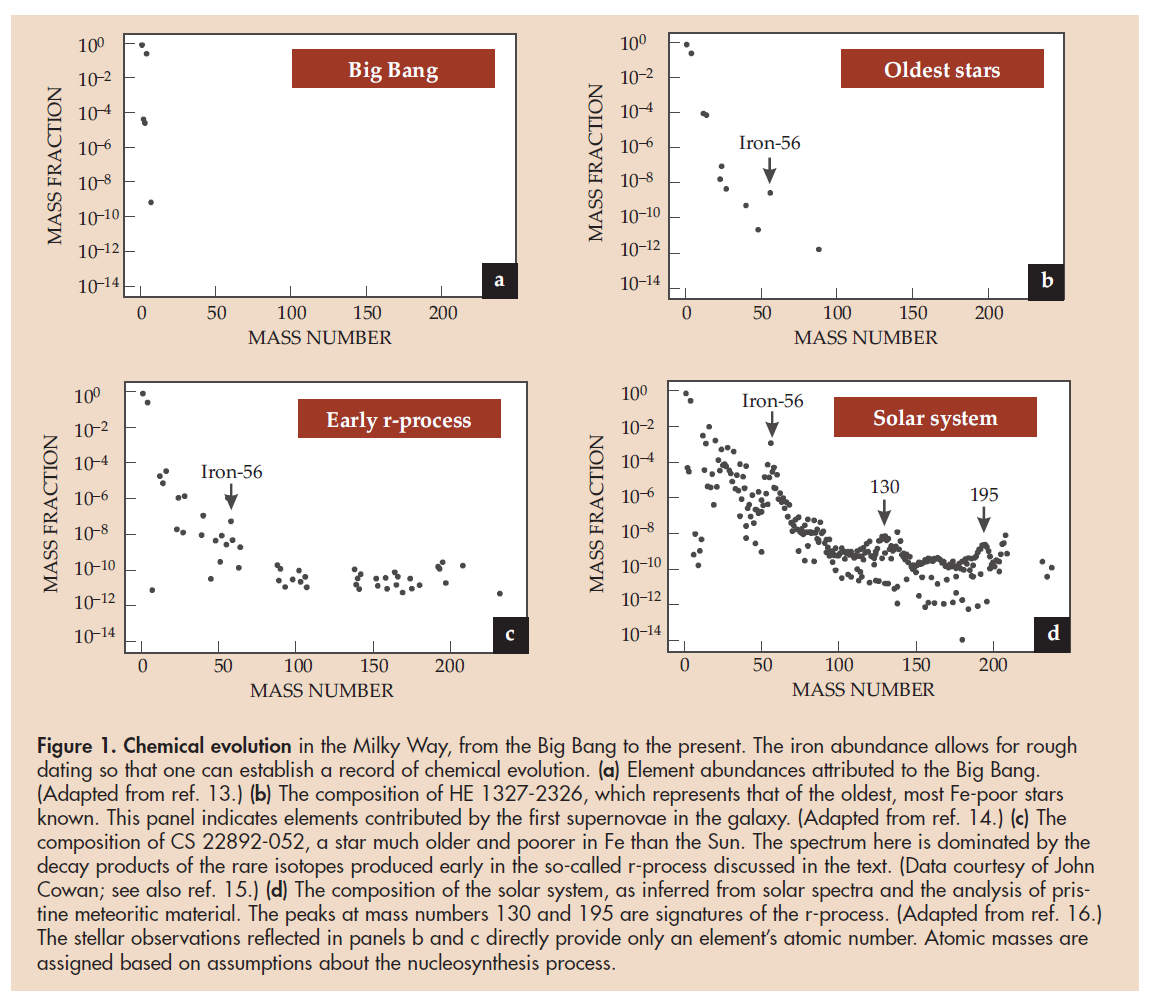 10⁰
10⁻²
10⁻⁴
10⁻⁶
10⁻⁸
10⁻¹⁰
10⁻¹²
10⁻¹⁴
MASS FRACTION
Big Bang
a
0 50 100 150 200
MASS NUMBER
10⁰
10⁻²
10⁻⁴
10⁻⁶
10⁻⁸
10⁻¹⁰
10⁻¹²
10⁻¹⁴
MASS FRACTION
Oldest stars
Iron-56
b
0 50 100 150 200
MASS NUMBER
10⁰
10⁻²
10⁻⁴
10⁻⁶
10⁻⁸
10⁻¹⁰
10⁻¹²
10⁻¹⁴
MASS FRACTION
Early r-process
Iron-56
c
0 50 100 150 200
MASS NUMBER
10⁰
10⁻²
10⁻⁴
10⁻⁶
10⁻⁸
10⁻¹⁰
10⁻¹²
10⁻¹⁴
MASS FRACTION
Iron-56
Solar system
130
195
d
0 50 100 150 200
MASS NUMBER
Figure 1. Chemical evolution in the Milky Way, from the Big Bang to the present. The iron abundance allows for rough
dating so that one can establish a record of chemical evolution. (a) Element abundances attributed to the Big Bang.
(Adapted from ref. 13.) (b) The composition of HE 1327-2326, which represents that of the oldest, most Fe-poor stars
known. This panel indicates elements contributed by the first supernovae in the galaxy. (Adapted from ref. 14.) (c) The
composition of CS 22892-052, a star much older and poorer in Fe than the Sun. The spectrum here is dominated by the
decay products of the rare isotopes produced early in the so-called r-process discussed in the text. (Data courtesy of John
Cowan; see also ref. 15.) (d) The composition of the solar system, as inferred from solar spectra and the analysis of pris-
tine meteoritic material. The peaks at mass numbers 130 and 195 are signatures of the r-process. (Adapted from ref. 16.)
The stellar observations reflected in panels b and c directly provide only an element’s atomic number. Atomic masses are
assigned based on assumptions about the nucleosynthesis process.